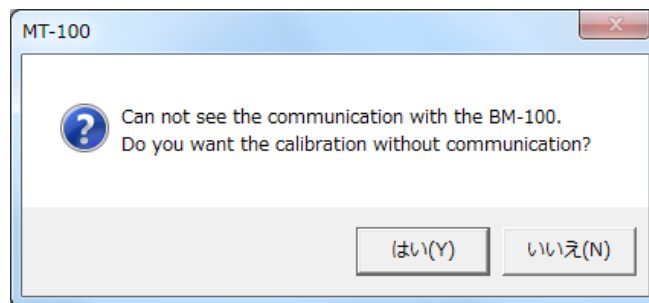 MT-100
Can not see the communication with the BM-100.
Do you want the calibration without communication?
はい(Y)
いいえ(N)